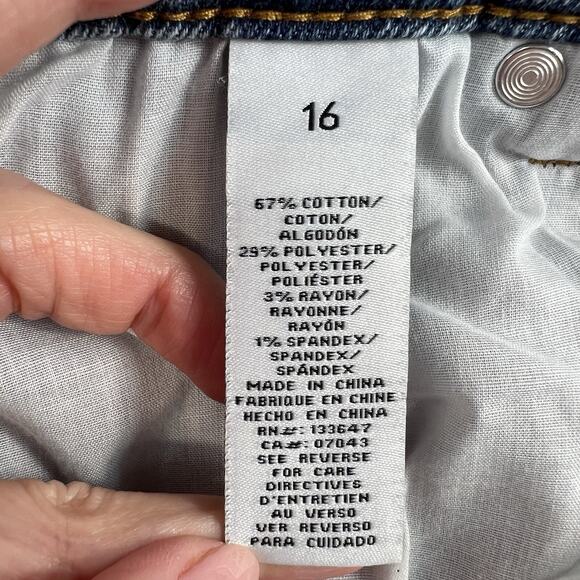 16
67% COTTON/
COTON/
ALGODÓN
29% POLYESTER/
POLYESTER/
POLIÉSTER
3% RAYON/
RAYONNE/
RAYÓN
1% SPANDEX/
SPANDEX/
SPÁNDEX
MADE IN CHINA
FABRIQUE EN CHINE
HECHO EN CHINA
RN#: 133647
CA#: 07043
SEE REVERSE
FOR CARE
DIRECTIVES
D'ENTRETIEN
AU VERSO
VER REVERSO
PARA CUIDADO